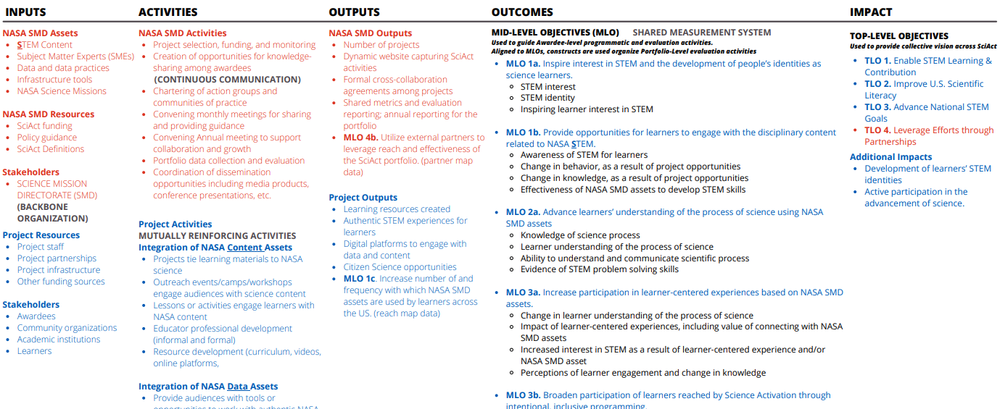 INPUTS
NASA SMD Assets
• STEM Content
• Subject Matter Experts (SMEs)
• Data and data practices
• Infrastructure tools
• NASA Science Missions
NASA SMD Resources
• SciAct funding
• Policy guidance
• SciAct Definitions
Stakeholders
• SCIENCE MISSION
DIRECTORATE (SMD)
(BACKBONE
ORGANIZATION)
Project Resources
• Project staff
• Project partnerships
• Project infrastructure
• Other funding sources
Stakeholders
• Awardees
• Community organizations
• Academic institutions
• Learners
ACTIVITIES
NASA SMD Activities
• Project selection, funding, and monitoring
• Creation of opportunities for knowledge-
sharing among awardees
(CONTINUOUS COMMUNICATION)
• Chartering of action groups and
communities of practice
• Convening monthly meetings for sharing
and providing guidance
• Convening Annual meeting to support
collaboration and growth
• Portfolio data collection and evaluation
• Coordination of dissemination
opportunities including media products,
conference presentations, etc.
Project Activities
MUTUALLY REINFORCING ACTIVITIES
Integration of NASA Content Assets
• Projects tie learning materials to NASA
science
• Outreach events/camps/workshops
engage audiences with science content
• Lessons or activities engage learners with
NASA content
• Educator professional development
(informal and formal)
• Resource development (curriculum, videos,
online platforms,
Integration of NASA Data Assets
• Provide audiences with tools or
opportunities to work with authentic NASA
OUTPUTS
NASA SMD Outputs
• Number of projects
• Dynamic website capturing SciAct
activities
• Formal cross-collaboration
agreements among projects
• Shared metrics and evaluation
reporting; annual reporting for the
portfolio
• MLO 4b. Utilize external partners to
leverage reach and effectiveness of
the SciAct portfolio. (partner map
data)
Project Outputs
• Learning resources created
• Authentic STEM experiences for
learners
• Digital platforms to engage with
data and content
• Citizen Science opportunities
• MLO 1c. Increase number of and
frequency with which NASA SMD
assets are used by learners across
the US. (reach map data)
OUTCOMES
MID-LEVEL OBJECTIVES (MLO) SHARED MEASUREMENT SYSTEM
Used to guide Awardee-level programmatic and evaluation activities.
Aligned to MLOs, constructs are used organize Portfolio-Level evaluation activities
• MLO 1a. Inspire interest in STEM and the development of people's identities as
science learners.
o STEM interest
o STEM identity
o Inspiring learner interest in STEM
• MLO 1b. Provide opportunities for learners to engage with the disciplinary content
related to NASA STEM.
o Awareness of STEM for learners
o Change in behavior, as a result of project opportunities
o Change in knowledge, as a result of project opportunities
o Effectiveness of NASA SMD assets to develop STEM skills
• MLO 2a. Advance learners' understanding of the process of science using NASA
SMD assets
o Knowledge of science process
o Learner understanding of the process of science
o Ability to understand and communicate scientific process
o Evidence of STEM problem solving skills
• MLO 3a. Increase participation in learner-centered experiences based on NASA SMD
assets.
o Change in learner understanding of the process of science
o Impact of learner-centered experiences, including value of connecting with NASA
SMD assets
o Increased interest in STEM as a result of learner-centered experience and/or
NASA SMD asset
o Perceptions of learner engagement and change in knowledge
• MLO 3b. Broaden participation of learners reached by Science Activation through
intentional, inclusive programming.
IMPACT
TOP-LEVEL OBJECTIVES
Used to provide collective vision across SciAct
• TLO 1. Enable STEM Learning &
Contribution
• TLO 2. Improve U.S. Scientific
Literacy
• TLO 3. Advance National STEM
Goals
• TLO 4. Leverage Efforts through
Partnerships
Additional Impacts
• Development of learners' STEM
identities
• Active participation in the
advancement of science.